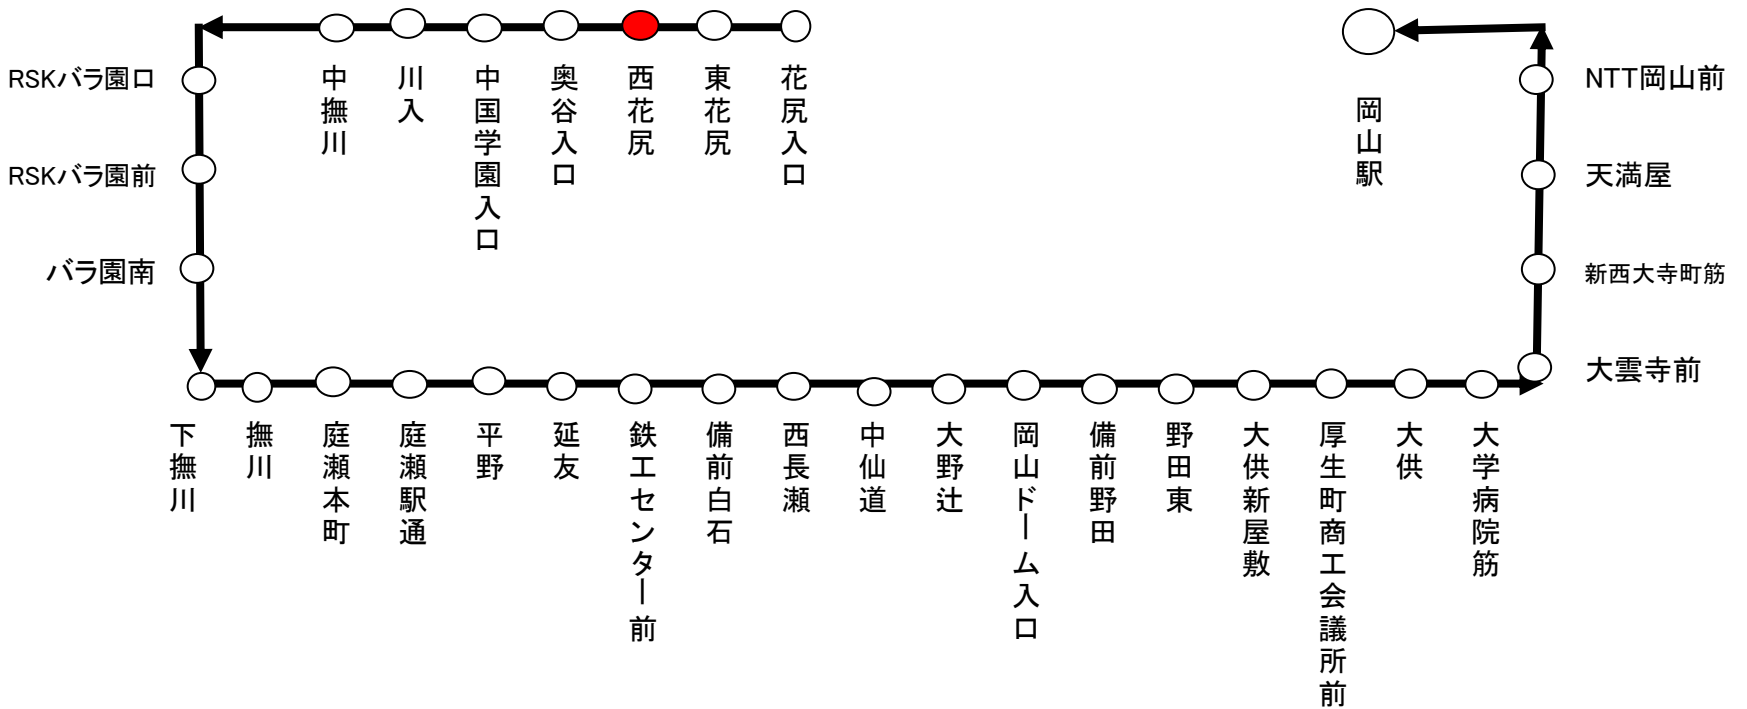 花尻入口
東花尻
西花尻
奥谷入口
中国学園入口
川入
中撫川
RSKバラ園口
RSKバラ園前
バラ園南
下撫川
撫川
庭瀬本町
庭瀬駅通
平野
延友
鉄工センター前
備前白石
西長瀬
中仙道
大野辻
岡山ドーム入口
備前野田
野田東
大供新屋敷
厚生町商工会議所前
大供
大学病院筋
大雲寺前
新西大寺町筋
天満屋
NTT岡山前
岡山駅